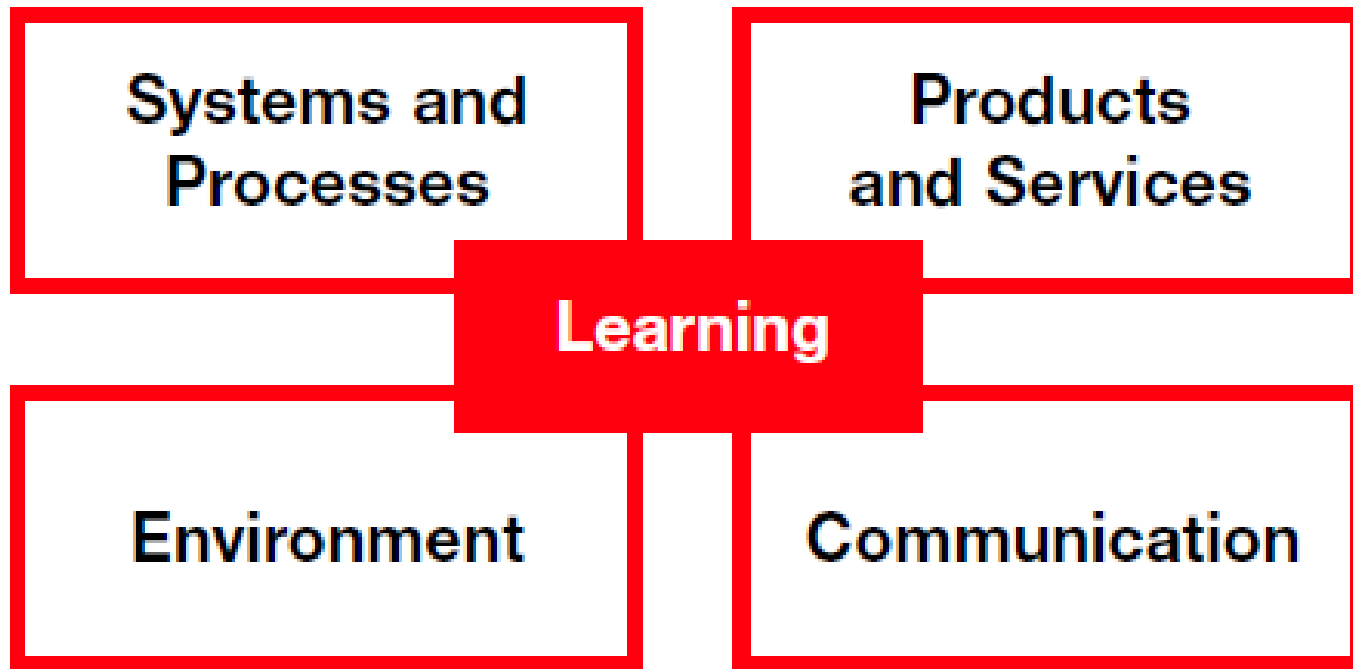 Systems and
Processes
Products
and Services
Learning
Environment
Communication